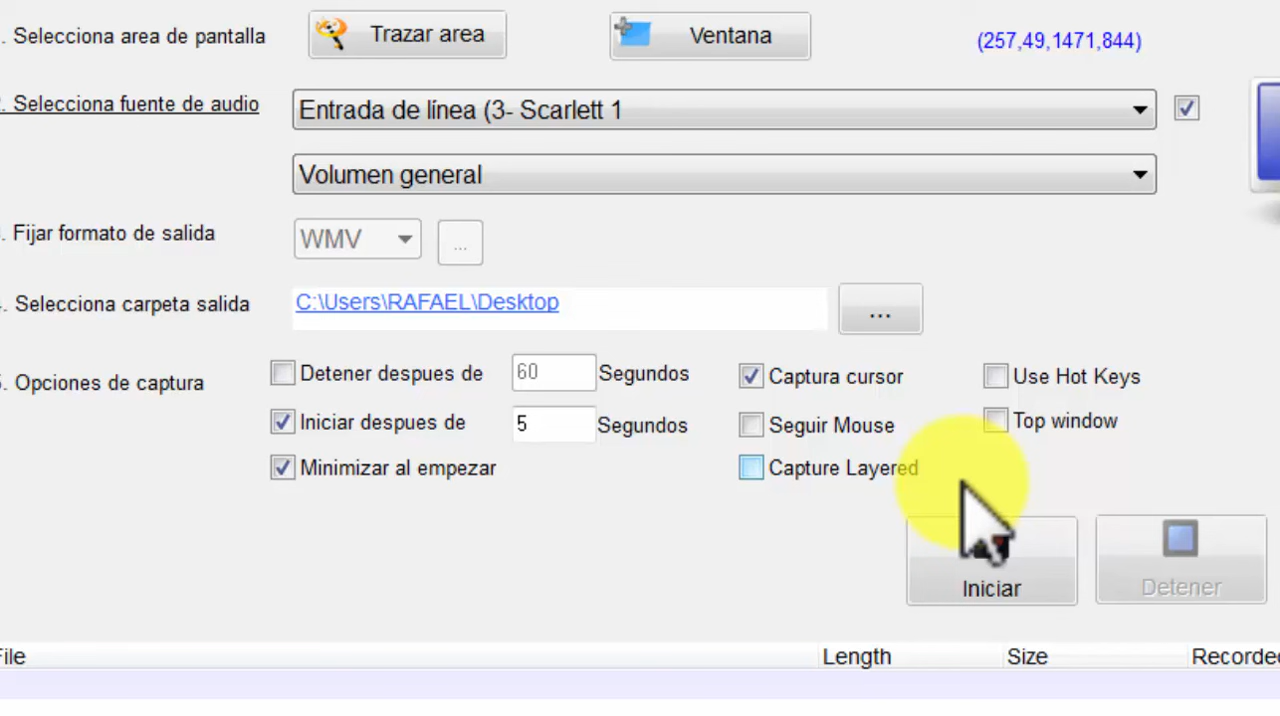 . Selecciona area de pantalla Trazar area Ventana (257,49,1471,844)
. Selecciona fuente de audio Entrada de línea (3- Scarlett 1
Volumen general
. Fijar formato de salida WMV ...
. Selecciona carpeta salida C:\Users\RAFAEL\Desktop ...
. Opciones de captura Detener despues de 60 Segundos Captura cursor Use Hot Keys
Iniciar despues de 5 Segundos Seguir Mouse Top window
Minimizar al empezar Capture Layered
Iniciar Detener
File Length Size Recorded